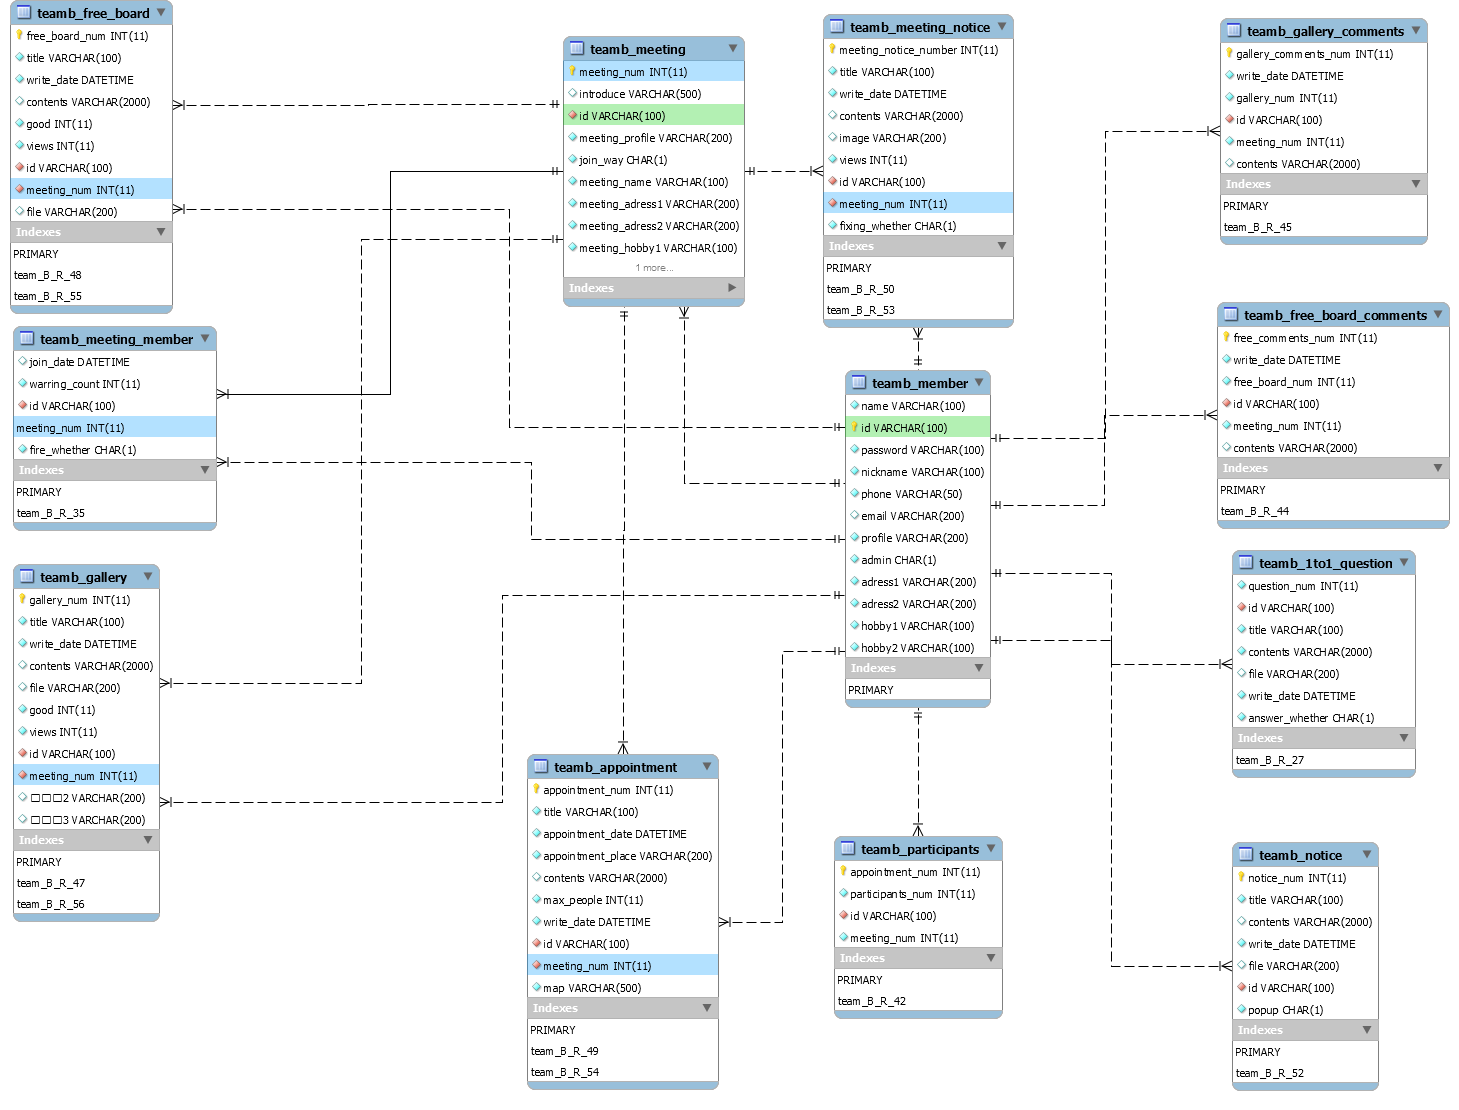 teamb_free_board
free_board_num INT(11)
title VARCHAR(100)
write_date DATETIME
contents VARCHAR(2000)
good INT(11)
views INT(11)
id VARCHAR(100)
meeting_num INT(11)
file VARCHAR(200)
Indexes
PRIMARY
team_B_R_48
team_B_R_55
teamb_meeting_member
join_date DATETIME
warring_count INT(11)
id VARCHAR(100)
meeting_num INT(11)
fire_whether CHAR(1)
Indexes
PRIMARY
team_B_R_35
teamb_gallery
gallery_num INT(11)
title VARCHAR(100)
write_date DATETIME
contents VARCHAR(2000)
file VARCHAR(200)
good INT(11)
views INT(11)
id VARCHAR(100)
meeting_num INT(11)
□□□2 VARCHAR(200)
□□□3 VARCHAR(200)
Indexes
PRIMARY
team_B_R_47
team_B_R_56
teamb_meeting
meeting_num INT(11)
introduce VARCHAR(500)
id VARCHAR(100)
meeting_profile VARCHAR(200)
join_way CHAR(1)
meeting_name VARCHAR(100)
meeting_adress1 VARCHAR(200)
meeting_adress2 VARCHAR(200)
meeting_hobby1 VARCHAR(100)
1 more...
Indexes
teamb_appointment
appointment_num INT(11)
title VARCHAR(100)
appointment_date DATETIME
appointment_place VARCHAR(200)
contents VARCHAR(2000)
max_people INT(11)
write_date DATETIME
id VARCHAR(100)
meeting_num INT(11)
map VARCHAR(500)
Indexes
PRIMARY
team_B_R_49
team_B_R_54
teamb_meeting_notice
meeting_notice_number INT(11)
title VARCHAR(100)
write_date DATETIME
contents VARCHAR(2000)
image VARCHAR(200)
views INT(11)
id VARCHAR(100)
meeting_num INT(11)
fixing_whether CHAR(1)
Indexes
PRIMARY
team_B_R_50
team_B_R_53
teamb_member
name VARCHAR(100)
id VARCHAR(100)
password VARCHAR(100)
nickname VARCHAR(100)
phone VARCHAR(50)
email VARCHAR(200)
profile VARCHAR(200)
admin CHAR(1)
adress1 VARCHAR(200)
adress2 VARCHAR(200)
hobby1 VARCHAR(100)
hobby2 VARCHAR(100)
Indexes
PRIMARY
teamb_participants
appointment_num INT(11)
participants_num INT(11)
id VARCHAR(100)
meeting_num INT(11)
Indexes
PRIMARY
team_B_R_42
teamb_gallery_comments
gallery_comments_num INT(11)
write_date DATETIME
gallery_num INT(11)
id VARCHAR(100)
meeting_num INT(11)
contents VARCHAR(2000)
Indexes
PRIMARY
team_B_R_45
teamb_free_board_comments
free_comments_num INT(11)
write_date DATETIME
free_board_num INT(11)
id VARCHAR(100)
meeting_num INT(11)
contents VARCHAR(2000)
Indexes
PRIMARY
team_B_R_44
teamb_1to1_question
question_num INT(11)
id VARCHAR(100)
title VARCHAR(100)
contents VARCHAR(2000)
file VARCHAR(200)
write_date DATETIME
answer_whether CHAR(1)
Indexes
team_B_R_27
teamb_notice
notice_num INT(11)
title VARCHAR(100)
contents VARCHAR(2000)
write_date DATETIME
file VARCHAR(200)
id VARCHAR(100)
popup CHAR(1)
Indexes
PRIMARY
team_B_R_52